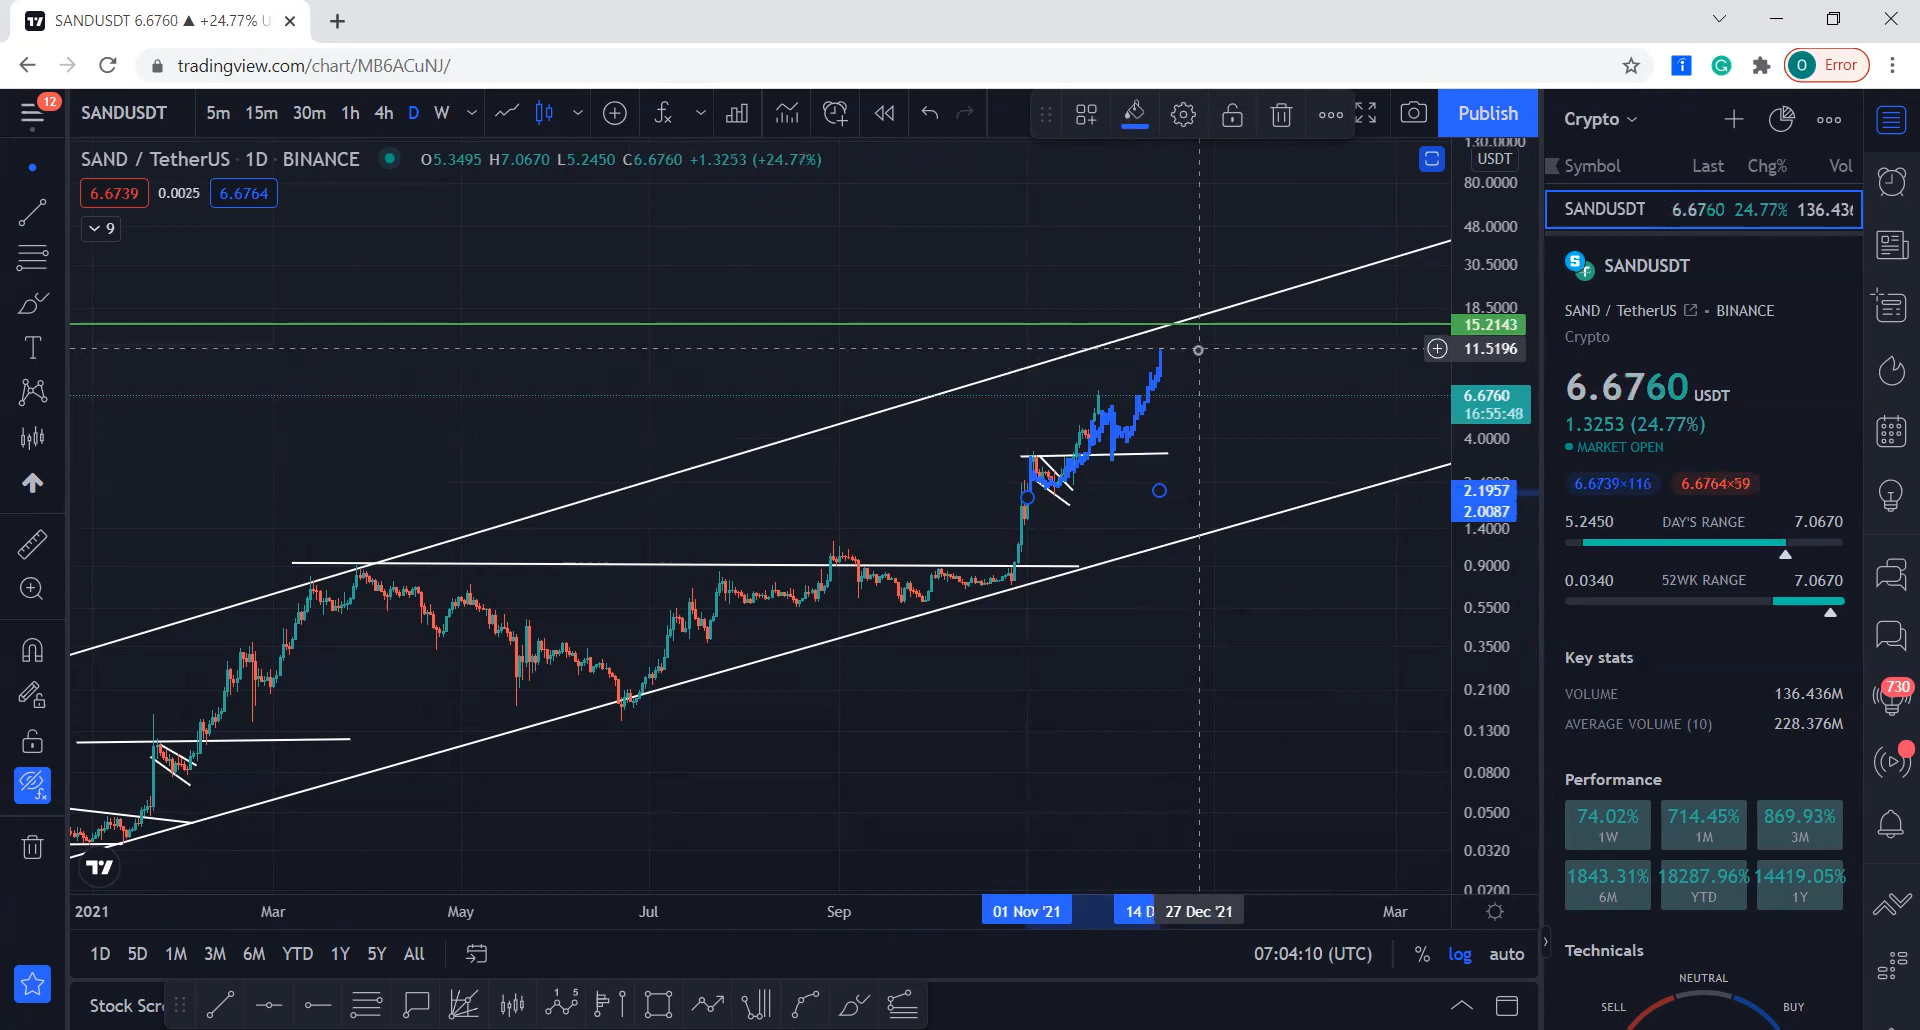 SANDUSDT 6.6760 ▲ +24.77% U
tradingview.com/chart/MB6ACuNJ/
O Error
12
SANDUSDT 5m 15m 30m 1h 4h D W
Publish
Crypto
SAND / TetherUS · 1D · BINANCE O5.3495 H7.0670 L5.2450 C6.6760 +1.3253 (+24.77%)
6.6739 0.0025 6.6764
9
130.0000
USDT
80.0000
48.0000
30.5000
18.5000
15.2143
11.5196
6.6760
16:55:48
4.0000
2.1957
2.0087
1.4000
0.9000
0.5500
0.3500
0.2100
0.1300
0.0800
0.0500
0.0320
0.0200
2021 Mar May Jul Sep 01 Nov '21 14 D 27 Dec '21 Mar
1D 5D 1M 3M 6M YTD 1Y 5Y All
07:04:10 (UTC) % log auto
Stock Scr
1 5
Symbol Last Chg% Vol
SANDUSDT 6.6760 24.77% 136.436
S
SANDUSDT
SAND / TetherUS • BINANCE
Crypto
6.6760 USDT
1.3253 (24.77%)
MARKET OPEN
6.6739×116 6.6764×59
5.2450 DAY'S RANGE 7.0670
0.0340 52WK RANGE 7.0670
Key stats
VOLUME 136.436M
AVERAGE VOLUME (10) 228.376M
Performance
74.02% 714.45% 869.93%
1W 1M 3M
1843.31% 18287.96% 14419.05%
6M YTD 1Y
Technicals
NEUTRAL
SELL BUY
730